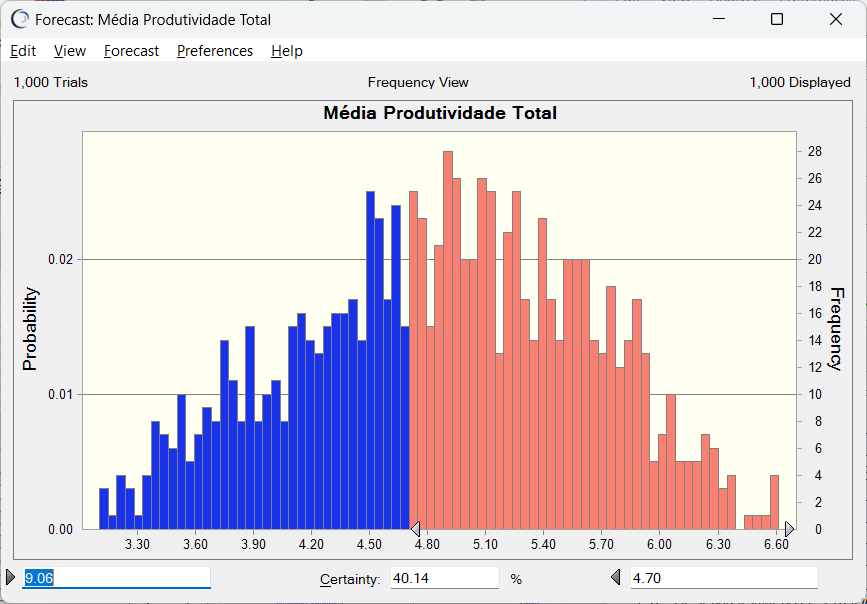 Forecast: Média Produtividade Total
Edit View Forecast Preferences Help
1,000 Trials Frequency View 1,000 Displayed
Média Produtividade Total
Probability
0.02
0.01
0.00
28
26
24
22
20
18
16
14
12
10
8
6
4
2
0
Frequency
3.30 3.60 3.90 4.20 4.50 4.80 5.10 5.40 5.70 6.00 6.30 6.60
9.06 Certainty: 40.14 % 4.70